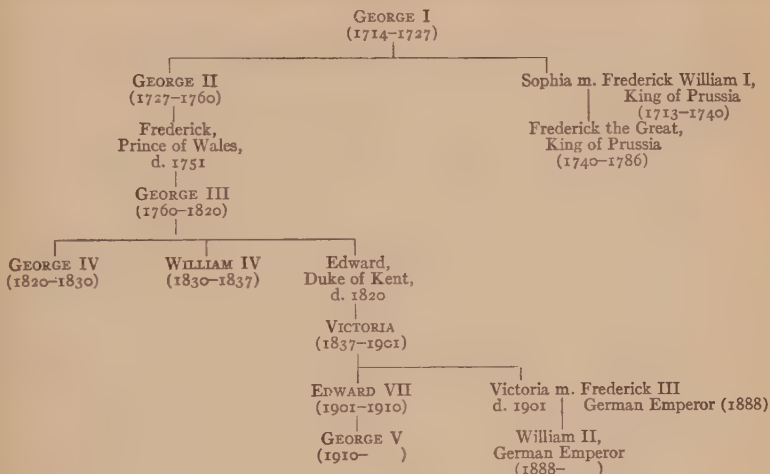 GEORGE I
(1714–1727)
GEORGE II
(1727–1760)
Sophia m. Frederick William I,
King of Prussia
(1713–1740)
Frederick,
Prince of Wales,
d. 1751
Frederick the Great,
King of Prussia
(1740–1786)
GEORGE III
(1760–1820)
GEORGE IV
(1820–1830)
WILLIAM IV
(1830–1837)
Edward,
Duke of Kent,
d. 1820
VICTORIA
(1837–1901)
EDWARD VII
(1901–1910)
Victoria m. Frederick III
d. 1901 German Emperor (1888)
GEORGE V
(1910– )
William II,
German Emperor
(1888– )